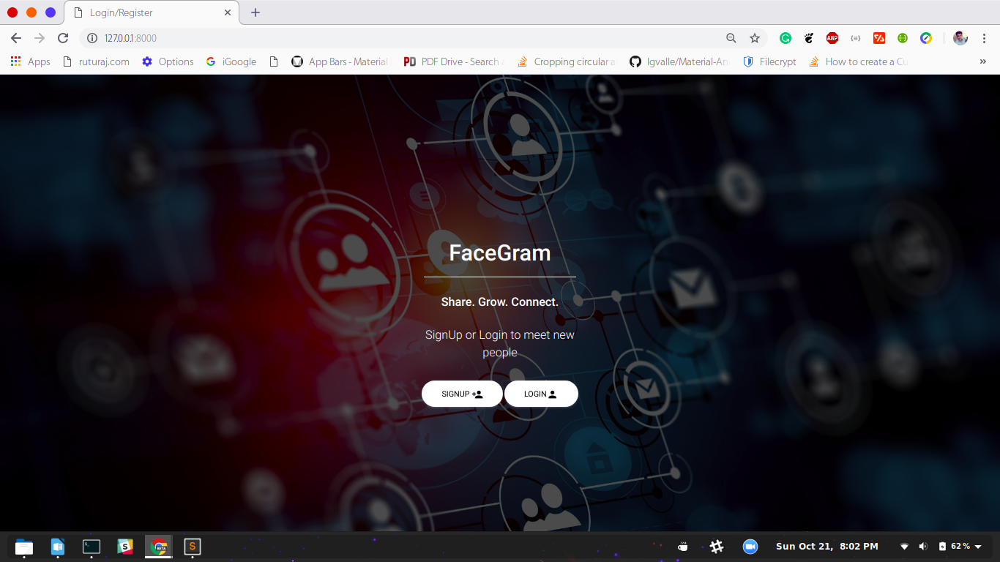 Login/Register
127.0.0.1:8000
ABP
Apps
ruturaj.com
Options
iGoogle
App Bars - Material
PDF Drive - Search a
Cropping circular a
lgvalle/Material-An
Filecrypt
How to create a Cu
FaceGram
Share. Grow. Connect.
SignUp or Login to meet new
people
SIGNUP
LOGIN
BETA
Sun Oct 21, 8:02 PM
62 %